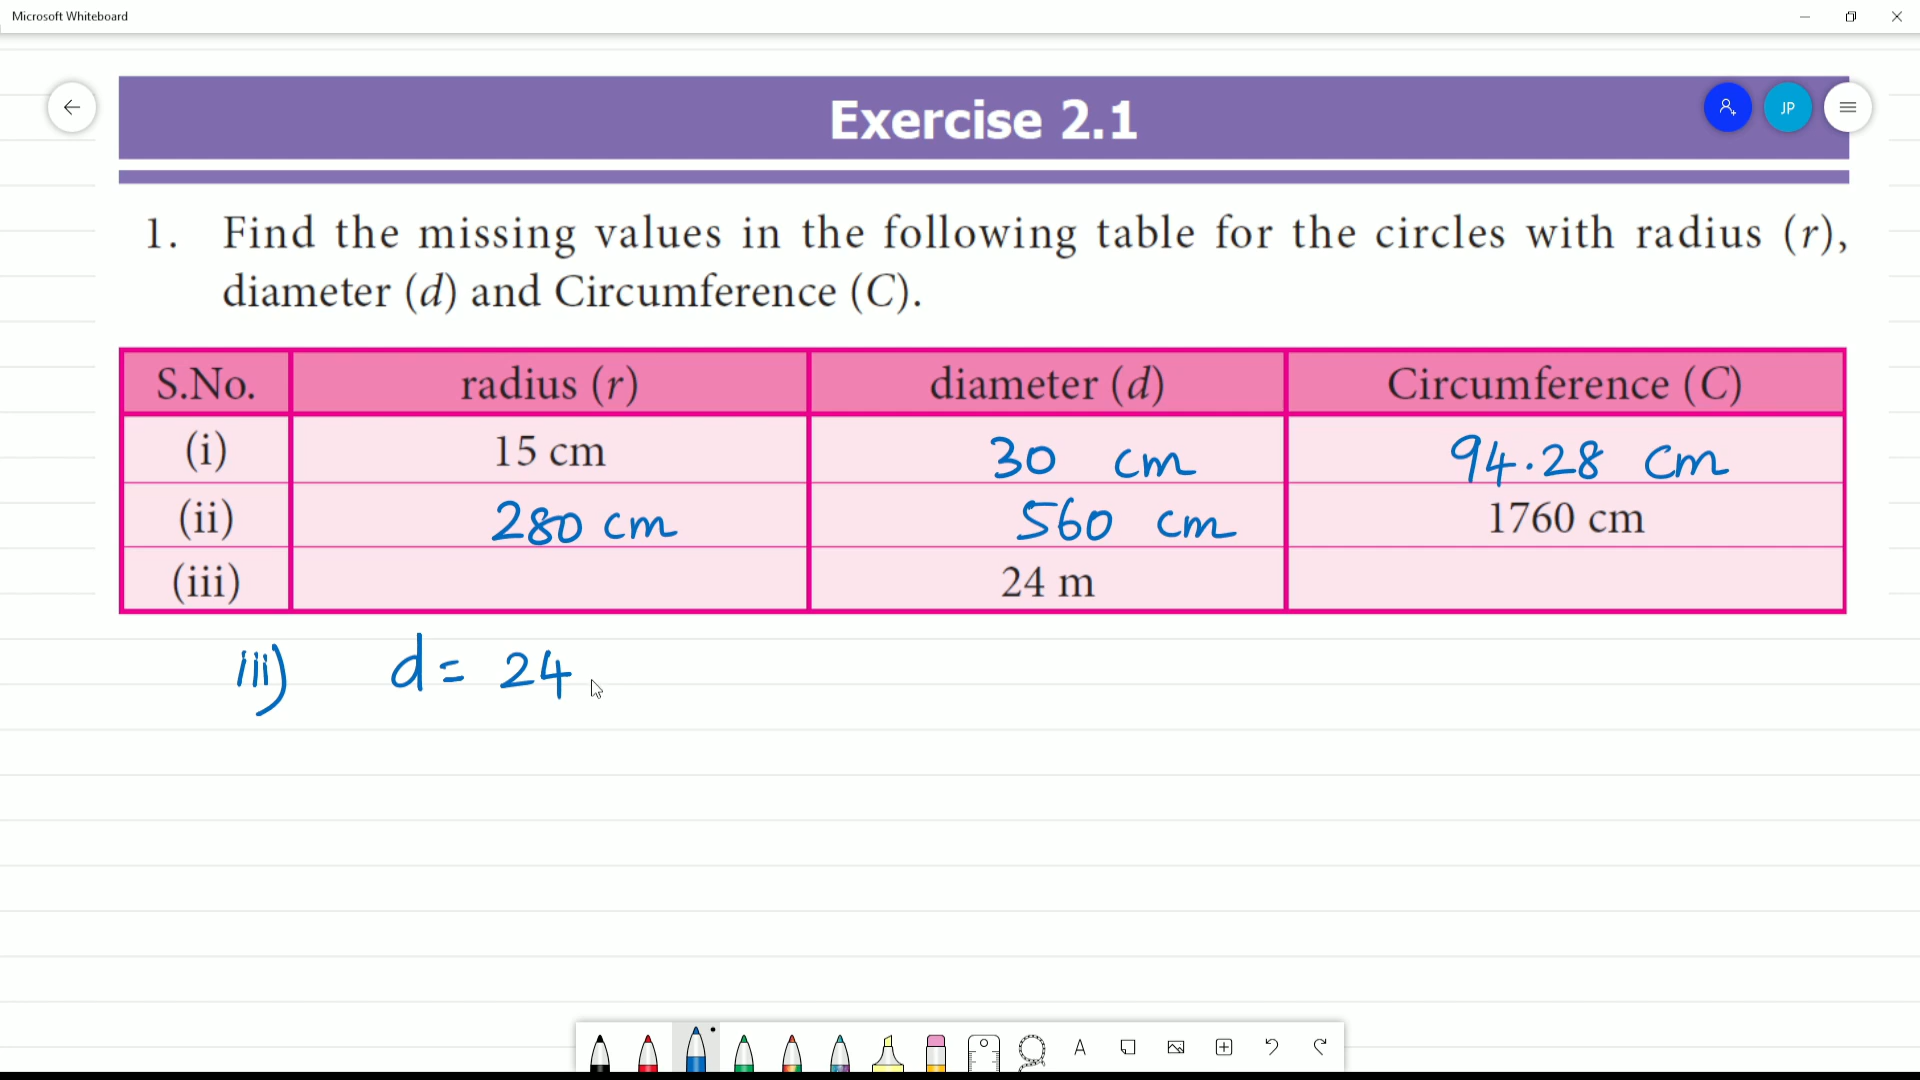 Microsoft Whiteboard
Exercise 2.1
JP
1. Find the missing values in the following table for the circles with radius (r),
diameter (d) and Circumference (C).
S.No. radius (r) diameter (d) Circumference (C)
(i) 15 cm 30 cm 94.28 cm
(ii) 280 cm 560 cm 1760 cm
(iii) 24 m
iii) d = 24
A